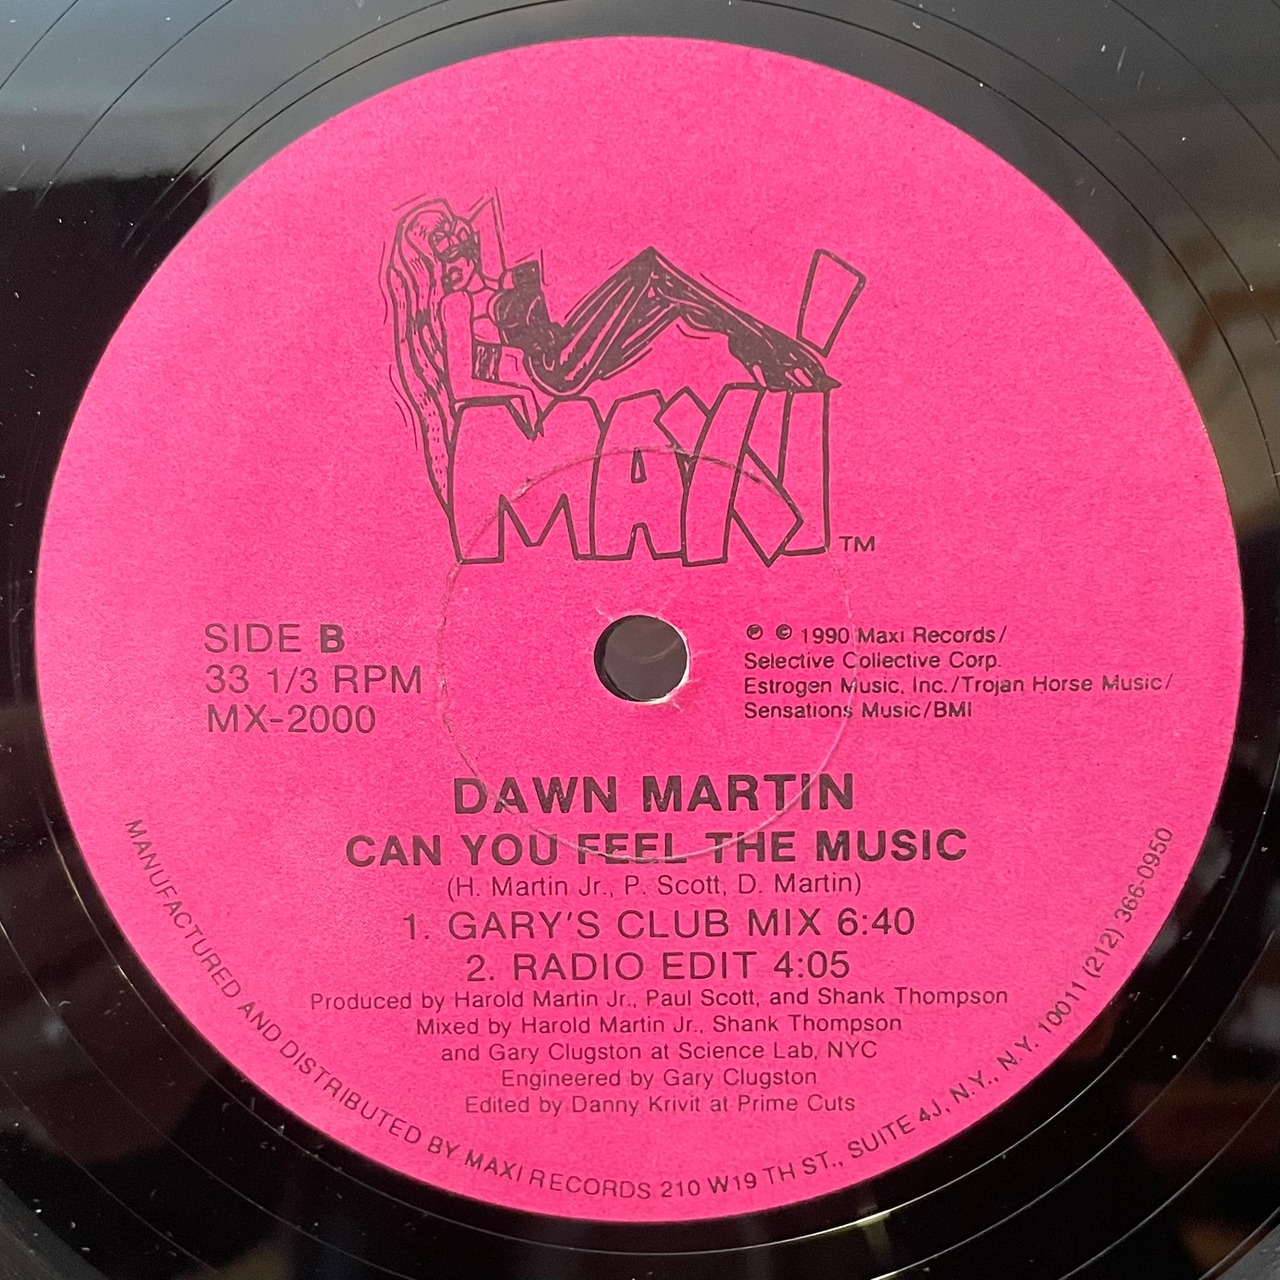 MAXI
TM
SIDE B
33 1/3 RPM
MX-2000
℗ © 1990 Maxi Records/
Selective Collective Corp.
Estrogen Music, Inc./Trojan Horse Music/
Sensations Music/BMI
DAWN MARTIN
CAN YOU FEEL THE MUSIC
(H. Martin Jr., P. Scott, D. Martin)
1. GARY'S CLUB MIX 6:40
2. RADIO EDIT 4:05
Produced by Harold Martin Jr., Paul Scott, and Shank Thompson
Mixed by Harold Martin Jr., Shank Thompson
and Gary Clugston at Science Lab, NYC
Engineered by Gary Clugston
Edited by Danny Krivit at Prime Cuts
MANUFACTURED AND DISTRIBUTED BY MAXI RECORDS 210 W19 TH ST., SUITE 4J, N.Y., N.Y. 10011 (212) 366-0950